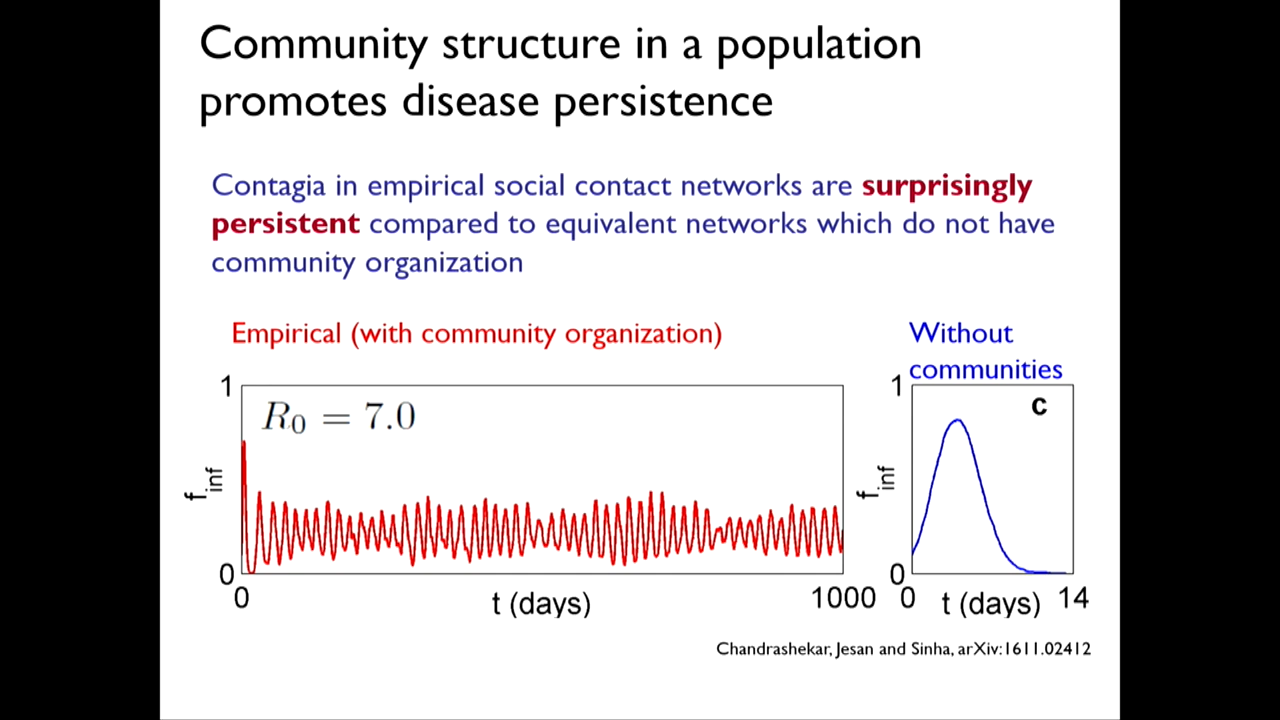 Community structure in a population
promotes disease persistence
Contagia in empirical social contact networks are surprisingly
persistent compared to equivalent networks which do not have
community organization
Empirical (with community organization)
1
R₀ = 7.0
f_inf
0
0
t (days)
1000
Without
communities
1
c
f_inf
0
0
t (days)
14
Chandrashekar, Jesan and Sinha, arXiv:1611.02412